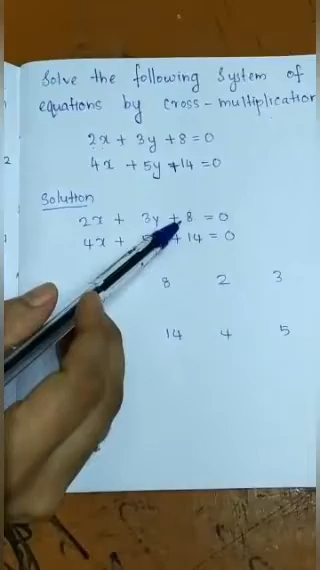 Solve the following System of
equations by cross-multiplication
2x + 3y + 8 = 0
4x + 5y + 14 = 0
Solution
2x + 3y + 8 = 0
4x + 5 + 14 = 0
8 2 3
14 4 5